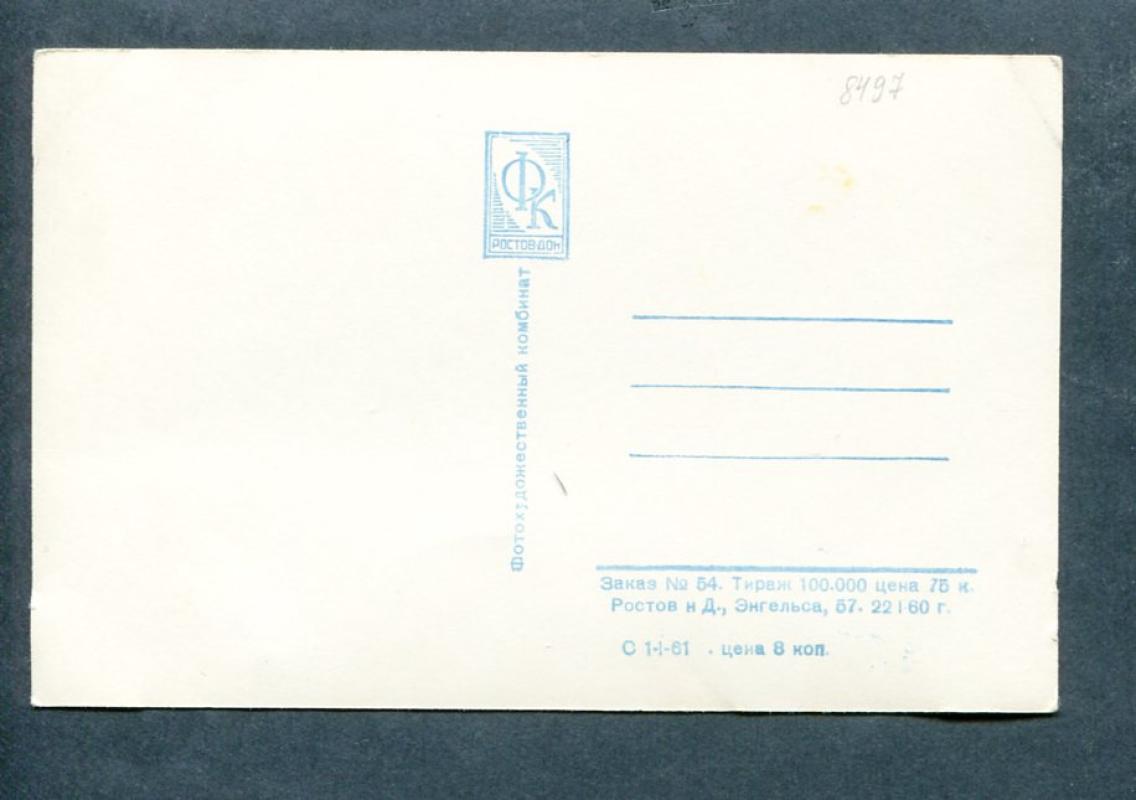 8497
ФК
РОСТОВ-ДОН
Фотохудожественный комбинат
Заказ № 54. Тираж 100.000 цена 75 к.
Ростов н Д., Энгельса, 57. 22 I-60 г.
С 1-I-61 . цена 8 коп.